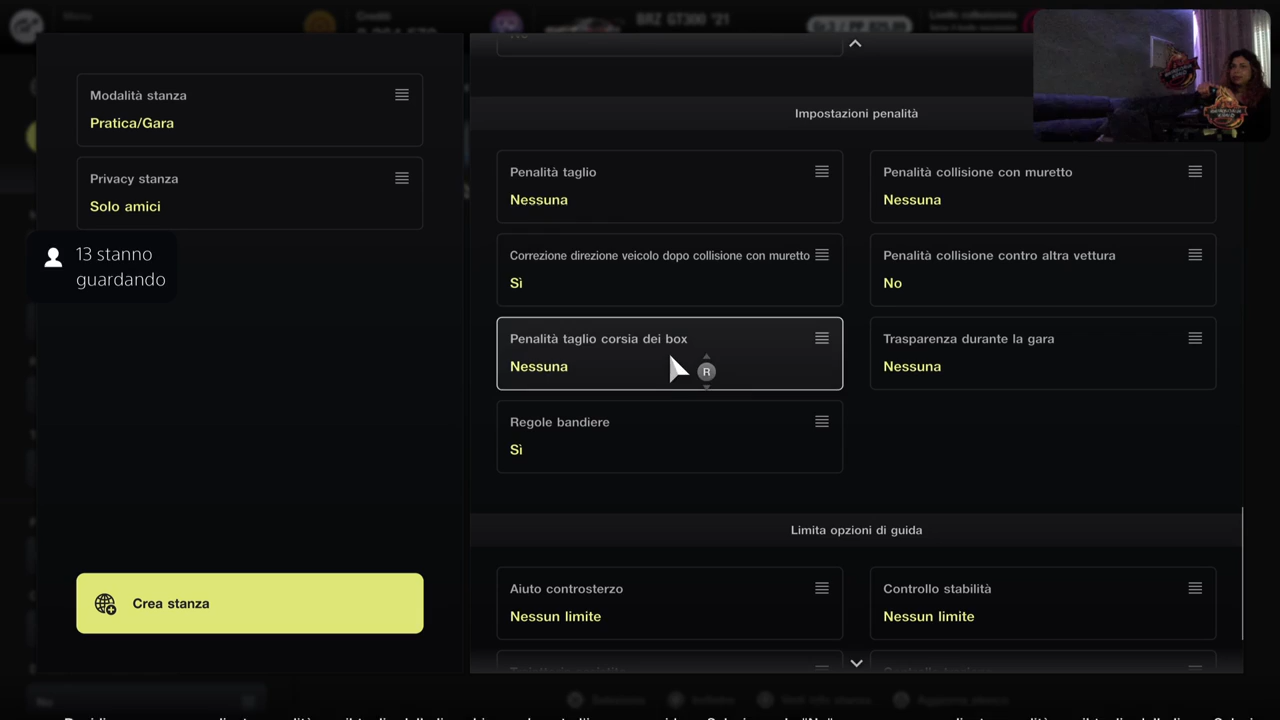 Menu
Crediti
BRZ GT300 '21
Modalità stanza
Pratica/Gara
Privacy stanza
Solo amici
13 stanno
guardando
Crea stanza
Impostazioni penalità
Penalità taglio
Nessuna
Penalità collisione con muretto
Nessuna
Correzione direzione veicolo dopo collisione con muretto
Sì
Penalità collisione contro altra vettura
No
Penalità taglio corsia dei box
Nessuna
R
Trasparenza durante la gara
Nessuna
Regole bandiere
Sì
Limita opzioni di guida
Aiuto controsterzo
Nessun limite
Controllo stabilità
Nessun limite